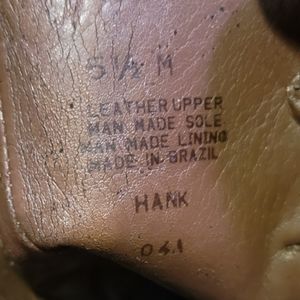 5 ½ M
LEATHER UPPER
MAN MADE SOLE
MAN MADE LINING
MADE IN BRAZIL
HANK
041